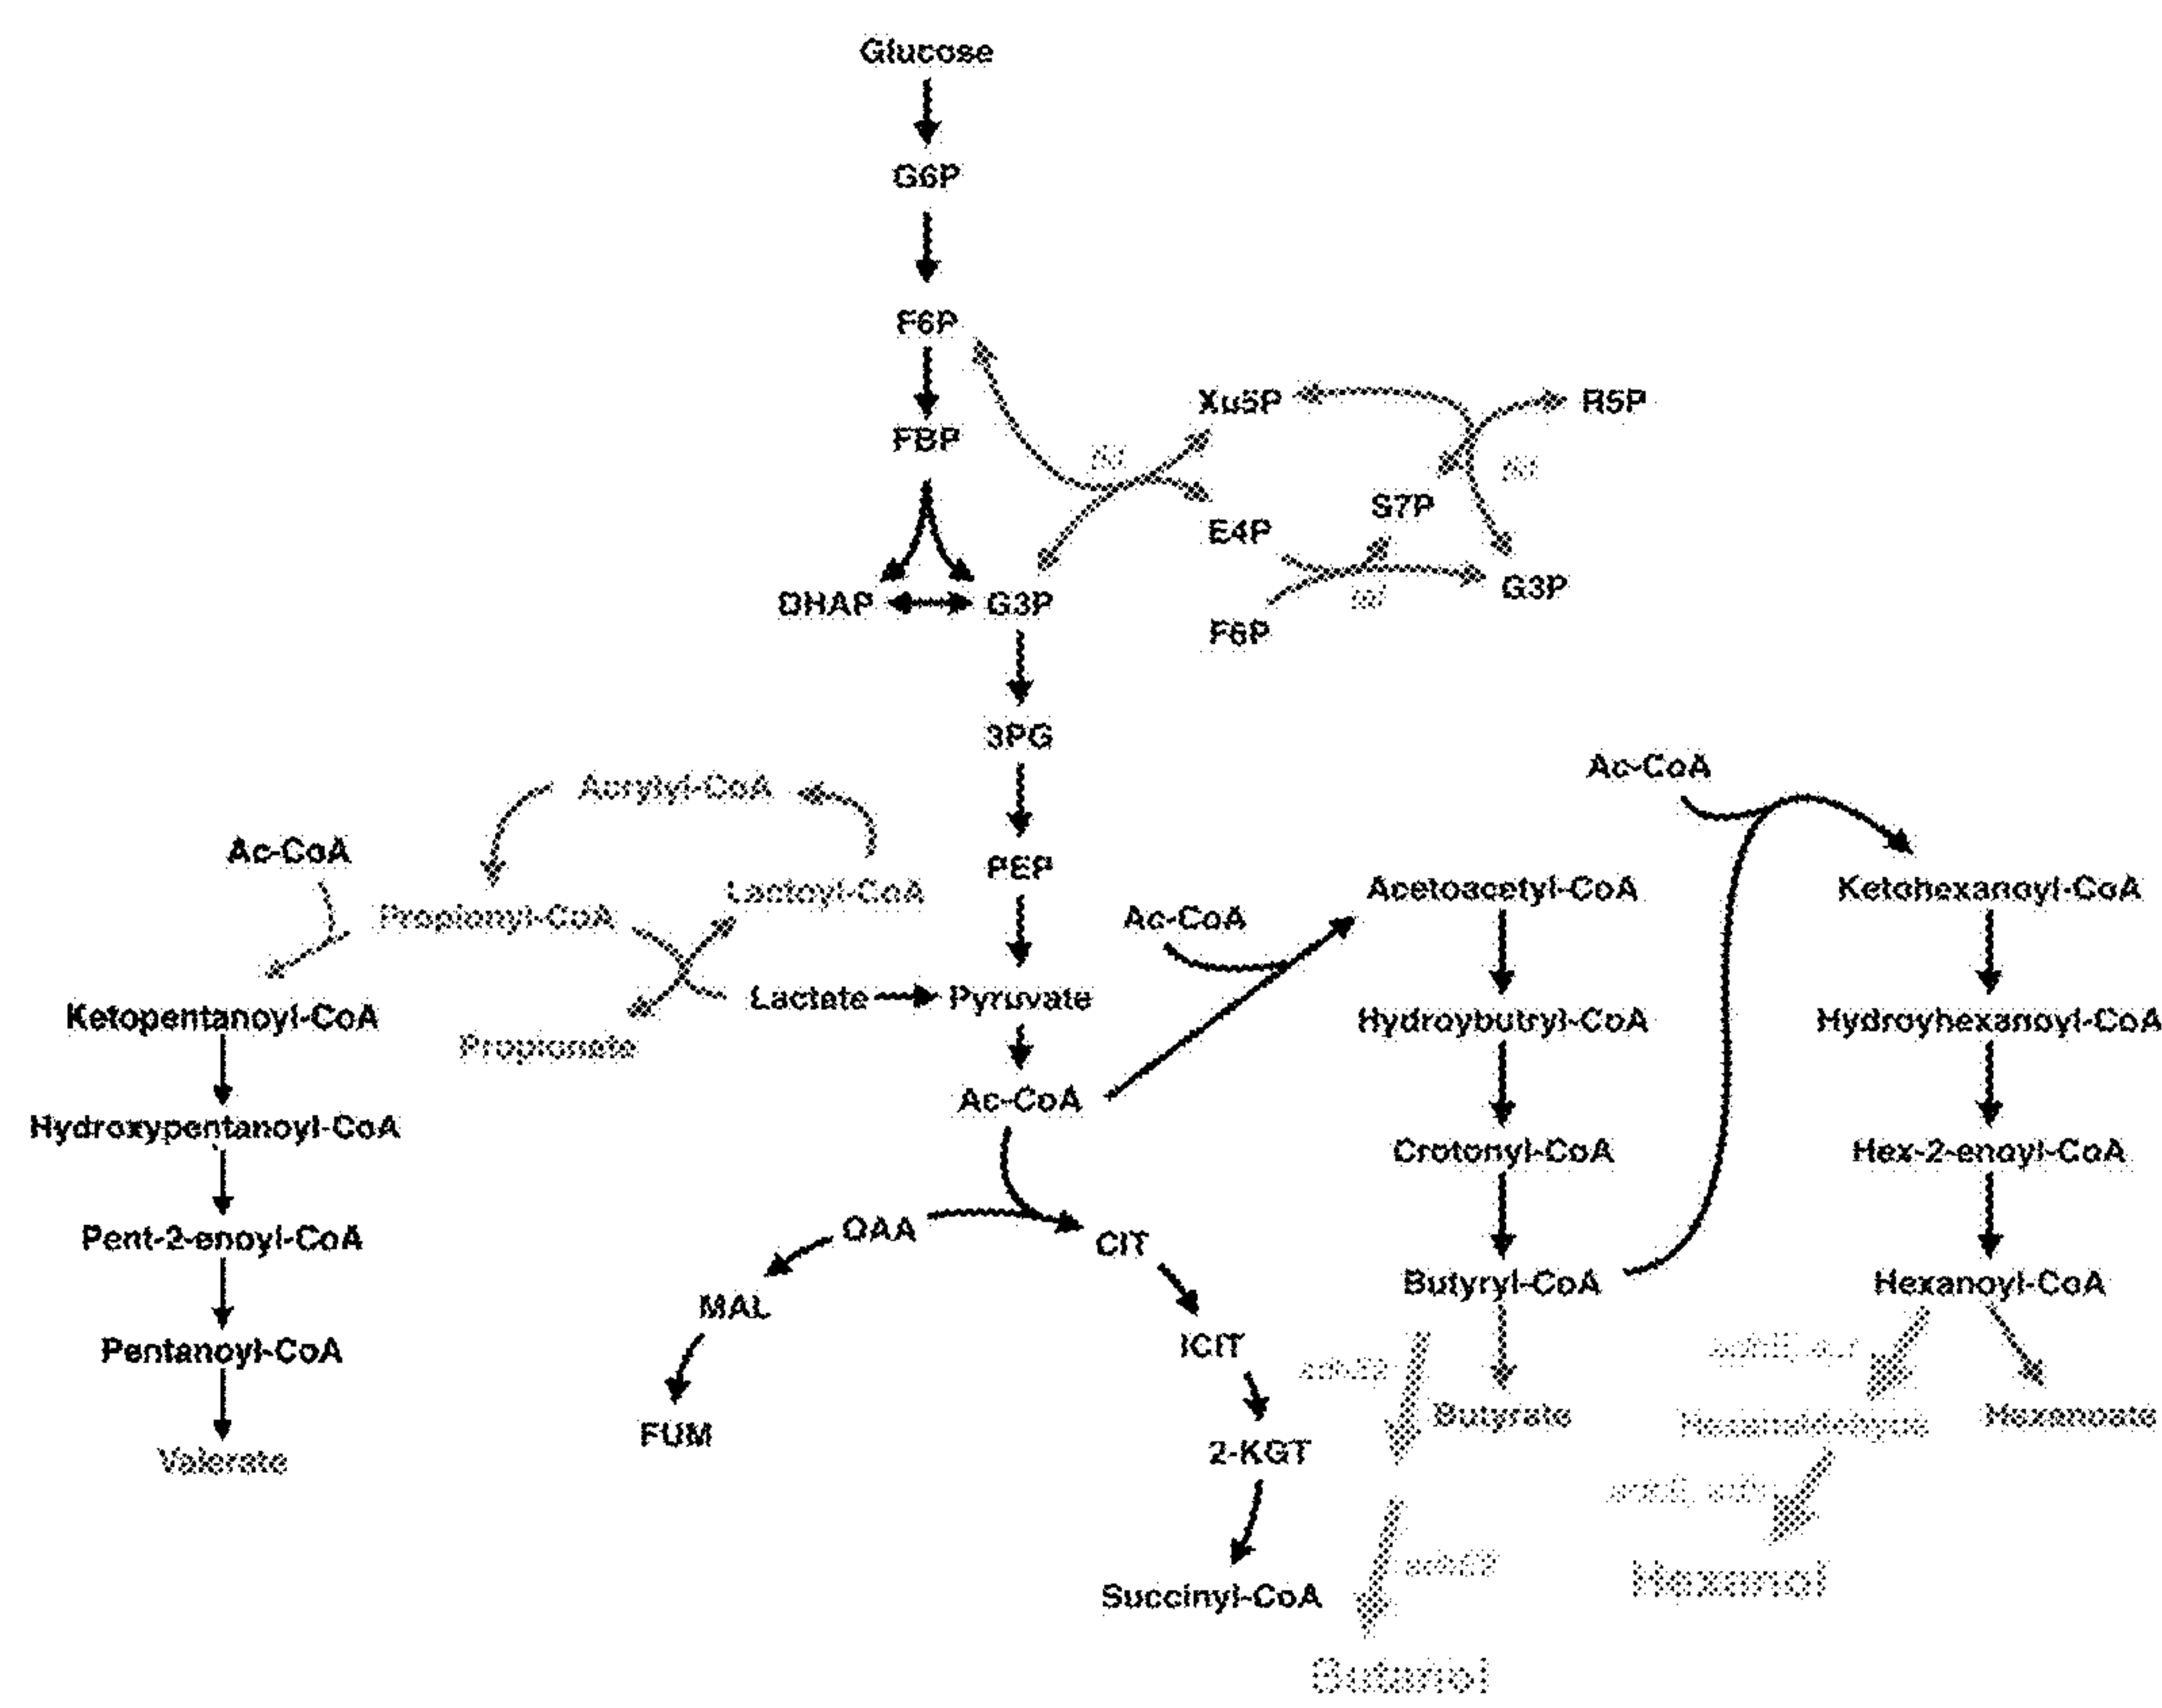 Glucose
G6P
F6P
FBP
DHAP
G3P
Xu5P
R5P
S7P
E4P
G3P
F6P
3PG
PEP
Acrylyl-CoA
Ac-CoA
Lactoyl-CoA
Propionyl-CoA
Lactate
Pyruvate
Propionate
Ketopentanoyl-CoA
Hydroxypentanoyl-CoA
Pent-2-enoyl-CoA
Pentanoyl-CoA
Valerate
Ac-CoA
Ac-CoA
OAA
CIT
MAL
ICIT
FUM
2-KGT
Succinyl-CoA
Acetoacetyl-CoA
Hydroybutryl-CoA
Crotonyl-CoA
Butyryl-CoA
Butyrate
Butanol
Ac-CoA
Ketohexanoyl-CoA
Hydroyhexanoyl-CoA
Hex-2-enoyl-CoA
Hexanoyl-CoA
Hexanoate
Hexanol